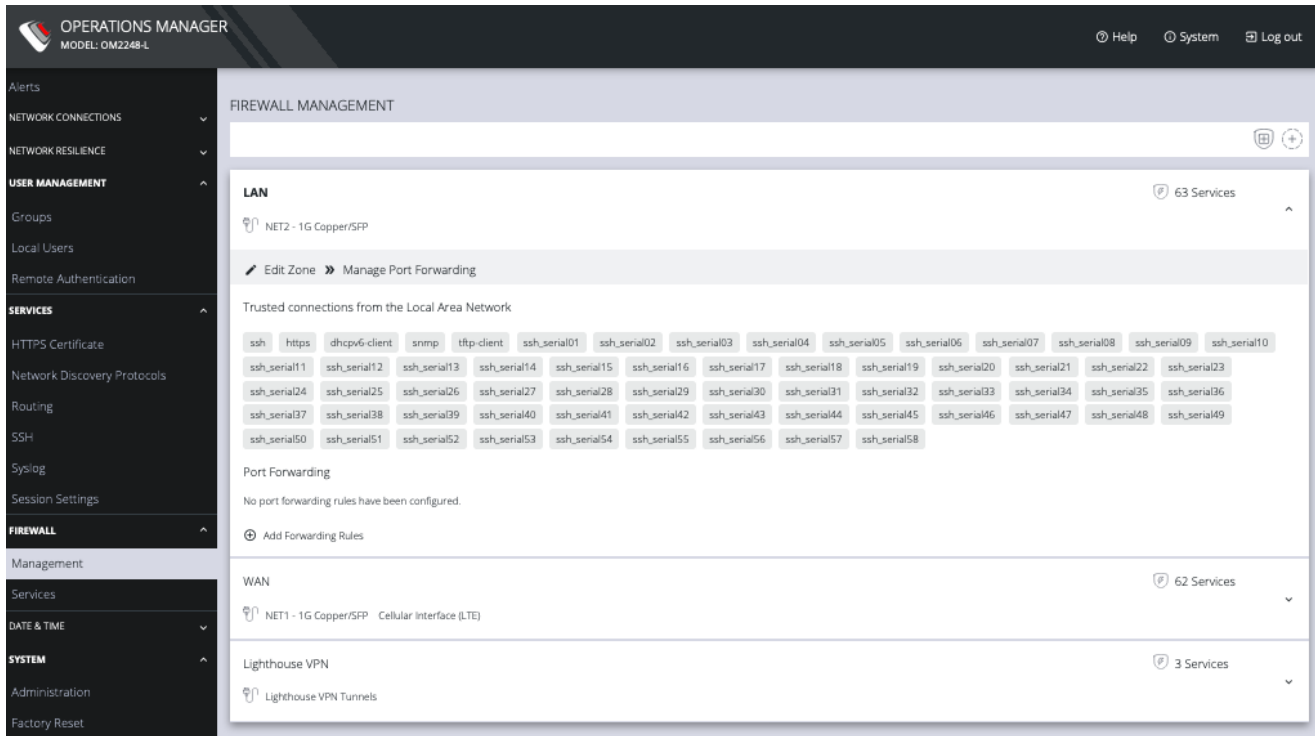 OPERATIONS MANAGER
MODEL: OM2248-L
Help System Log out
Alerts
NETWORK CONNECTIONS
NETWORK RESILIENCE
USER MANAGEMENT
Groups
Local Users
Remote Authentication
SERVICES
HTTPS Certificate
Network Discovery Protocols
Routing
SSH
Syslog
Session Settings
FIREWALL
Management
Services
DATE & TIME
SYSTEM
Administration
Factory Reset
FIREWALL MANAGEMENT
LAN 63 Services
NET2 - 1G Copper/SFP
Edit Zone Manage Port Forwarding
Trusted connections from the Local Area Network
ssh https dhcpv6-client snmp tftp-client ssh_serial01 ssh_serial02 ssh_serial03 ssh_serial04 ssh_serial05 ssh_serial06 ssh_serial07 ssh_serial08 ssh_serial09 ssh_serial10
ssh_serial11 ssh_serial12 ssh_serial13 ssh_serial14 ssh_serial15 ssh_serial16 ssh_serial17 ssh_serial18 ssh_serial19 ssh_serial20 ssh_serial21 ssh_serial22 ssh_serial23
ssh_serial24 ssh_serial25 ssh_serial26 ssh_serial27 ssh_serial28 ssh_serial29 ssh_serial30 ssh_serial31 ssh_serial32 ssh_serial33 ssh_serial34 ssh_serial35 ssh_serial36
ssh_serial37 ssh_serial38 ssh_serial39 ssh_serial40 ssh_serial41 ssh_serial42 ssh_serial43 ssh_serial44 ssh_serial45 ssh_serial46 ssh_serial47 ssh_serial48 ssh_serial49
ssh_serial50 ssh_serial51 ssh_serial52 ssh_serial53 ssh_serial54 ssh_serial55 ssh_serial56 ssh_serial57 ssh_serial58
Port Forwarding
No port forwarding rules have been configured.
Add Forwarding Rules
WAN 62 Services
NET1 - 1G Copper/SFP Cellular Interface (LTE)
Lighthouse VPN 3 Services
Lighthouse VPN Tunnels